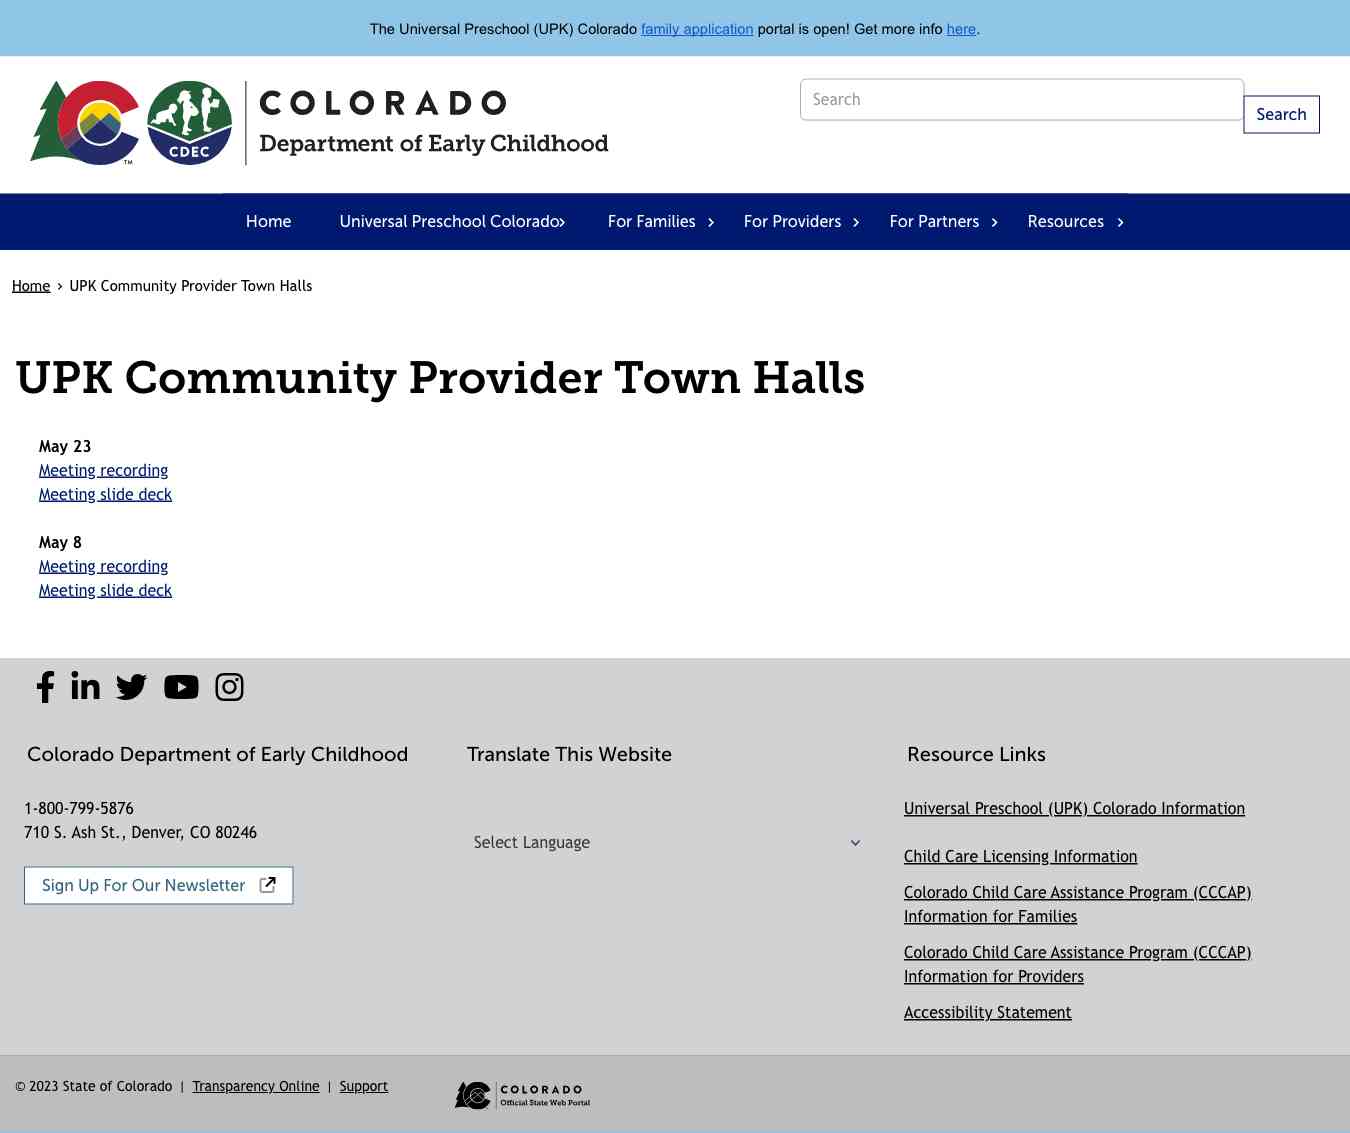 The Universal Preschool (UPK) Colorado family application portal is open! Get more info here.
CDEC
TM
COLORADO
Department of Early Childhood
Search
Search
Home
Universal Preschool Colorado
For Families
For Providers
For Partners
Resources
Home › UPK Community Provider Town Halls
UPK Community Provider Town Halls
May 23
Meeting recording
Meeting slide deck
May 8
Meeting recording
Meeting slide deck
Colorado Department of Early Childhood
1-800-799-5876
710 S. Ash St., Denver, CO 80246
Sign Up For Our Newsletter
Translate This Website
Select Language
Resource Links
Universal Preschool (UPK) Colorado Information
Child Care Licensing Information
Colorado Child Care Assistance Program (CCCAP)
Information for Families
Colorado Child Care Assistance Program (CCCAP)
Information for Providers
Accessibility Statement
© 2023 State of Colorado | Transparency Online | Support
COLORADO
Official State Web Portal